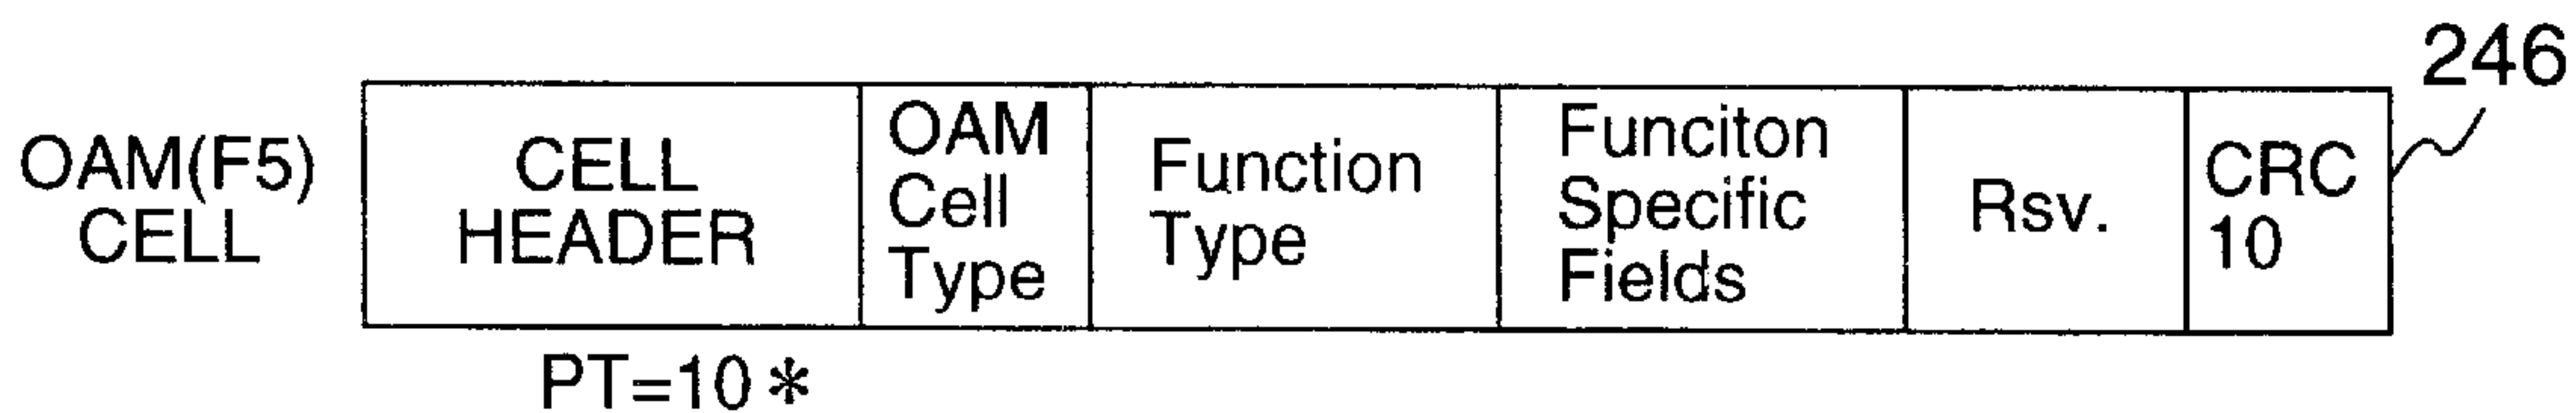 246
OAM(F5)
CELL
CELL
HEADER
OAM
Cell
Type
Function
Type
Funciton
Specific
Fields
Rsv.
CRC
10
PT=10*